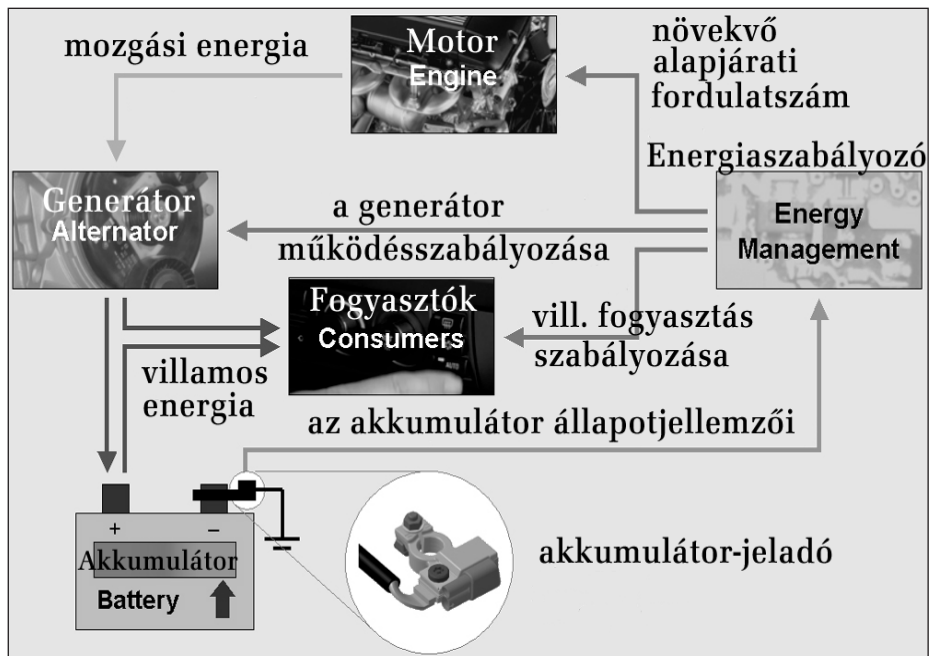 mozgási energia
Motor
Engine
növekvő
alapjárati
fordulatszám
Energiaszabályozó
Generátor
Alternator
a generátor
működésszabályozása
Energy
Management
Fogyasztók
Consumers
AUTO
vill. fogyasztás
szabályozása
villamos
energia
az akkumulátor állapotjellemzői
+ –
Akkumulátor
Battery
akkumulátor-jeladó